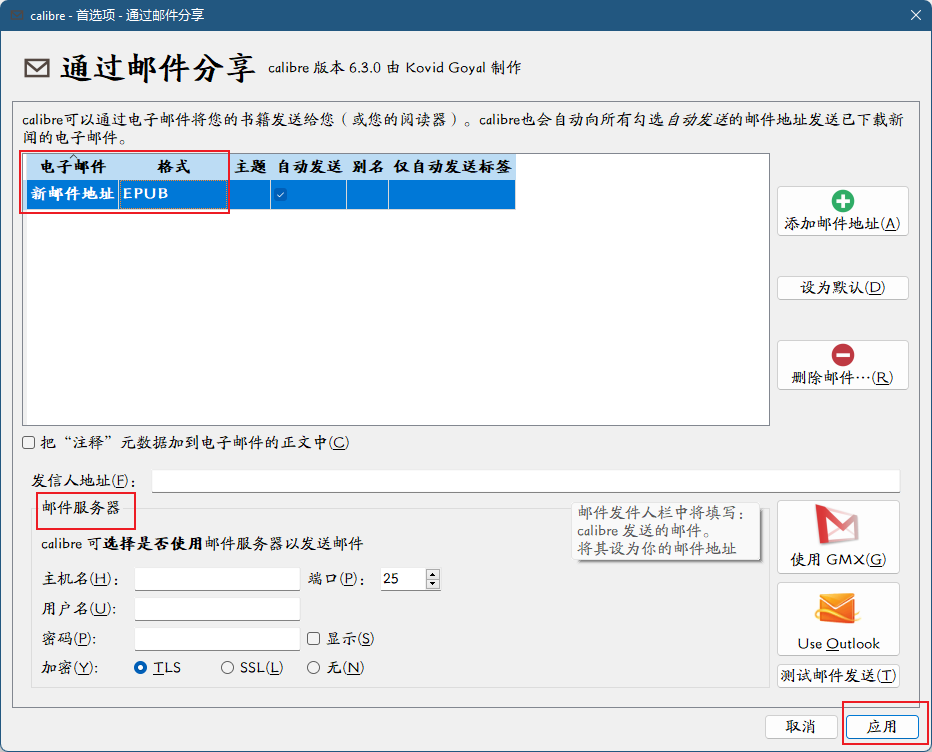 calibre - 首选项 - 通过邮件分享
通过邮件分享 calibre 版本 6.3.0 由 Kovid Goyal 制作
calibre可以通过电子邮件将您的书籍发送给您（或您的阅读器）。calibre也会自动向所有勾选自动发送的邮件地址发送已下载新
闻的电子邮件。
电子邮件 格式 主题 自动发送 别名 仅自动发送标签
新邮件地址 EPUB
添加邮件地址(A)
设为默认(D)
删除邮件…(R)
把“注释”元数据加到电子邮件的正文中(C)
发信人地址(F)：
邮件服务器
calibre 可选择是否使用邮件服务器以发送邮件
主机名(H)： 端口(P)： 25
用户名(U)：
密码(P)： 显示(S)
加密(Y)： TLS SSL(L) 无(N)
邮件发件人栏中将填写：
calibre 发送的邮件。
将其设为你的邮件地址
使用 GMX(G)
Use Outlook
测试邮件发送(T)
取消 应用